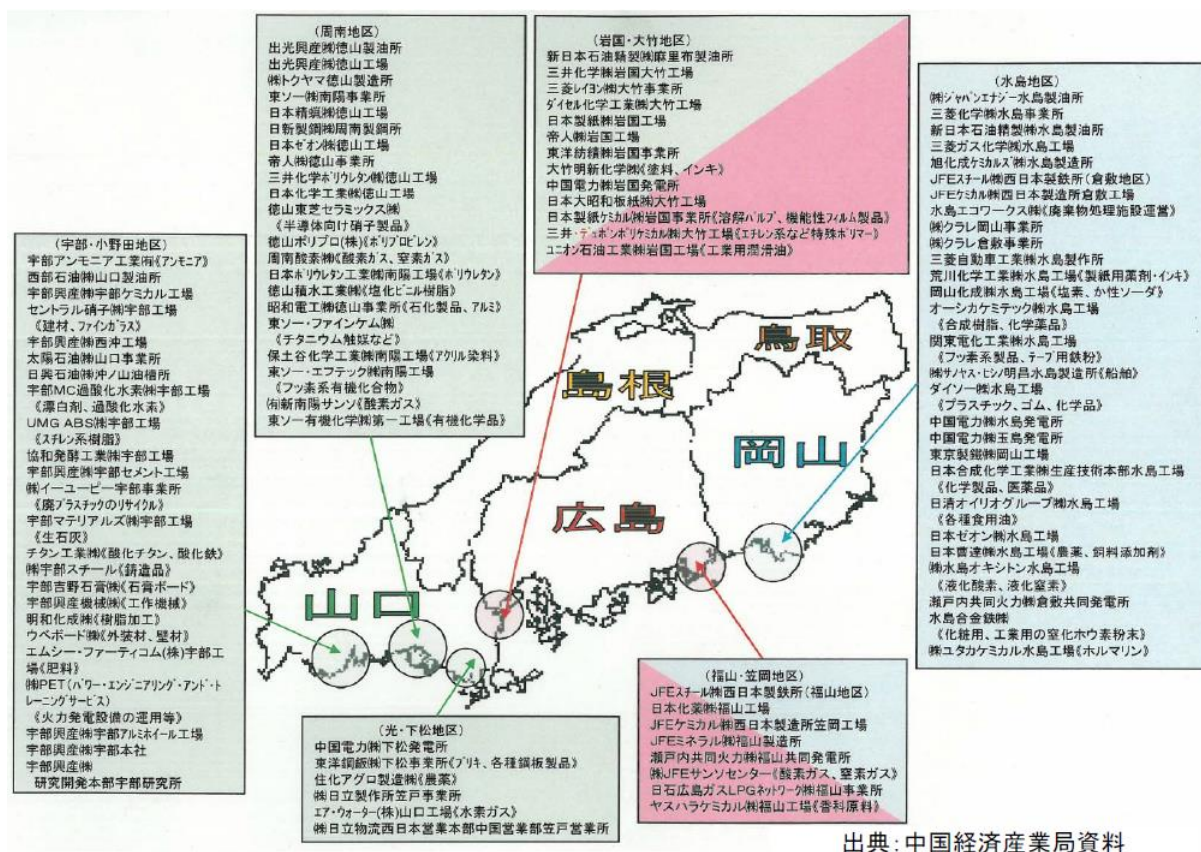 (周南地区)
出光興産㈱徳山製油所
出光興産㈱徳山工場
㈱トクヤマ徳山製造所
東ソー㈱南陽事業所
日本精蝋㈱徳山工場
日新製鋼㈱周南製鋼所
日本ゼオン㈱徳山工場
帝人㈱徳山事業所
三井化学ポリウレタン㈱徳山工場
日本化学工業㈱徳山工場
徳山東芝セラミックス㈱
《半導体向け硝子製品》
徳山ポリプロ(株)《ポリプロピレン》
周南酸素㈱《酸素ガス、窒素ガス》
日本ポリウレタン工業㈱南陽工場《ポリウレタン》
徳山積水工業㈱《塩化ビニル樹脂》
昭和電工㈱徳山事業所《石化製品、アルミ》
東ソー・ファインケム㈱
《チタニウム触媒など》
保土谷化学工業㈱南陽工場《アクリル染料》
東ソー・エフテック㈱南陽工場
《フッ素系有機化合物》
㈲新南陽サンソ《酸素ガス》
東ソー有機化学㈱第一工場《有機化学品》
(岩国・大竹地区)
新日本石油精製㈱麻里布製油所
三井化学㈱岩国大竹工場
三菱レイヨン㈱大竹事業所
ダイセル化学工業㈱大竹工場
日本製紙㈱岩国工場
帝人㈱岩国工場
東洋紡績㈱岩国事業所
大竹明新化学㈱《塗料、インキ》
中国電力㈱岩国発電所
日本大昭和板紙㈱大竹工場
日本製紙ケミカル㈱岩国事業所《溶解パルプ、機能性フィルム製品》
三井・デュポンポリケミカル㈱大竹工場《エチレン系など特殊ポリマー》
ユニオン石油工業㈱岩国工場《工業用潤滑油》
(水島地区)
㈱ジャパンエナジー水島製油所
三菱化学㈱水島事業所
新日本石油精製㈱水島製油所
三菱ガス化学㈱水島工場
旭化成ケミカルズ㈱水島製造所
JFEスチール㈱西日本製鉄所(倉敷地区)
JFEケミカル㈱西日本製造所倉敷工場
水島エコワークス㈱《廃棄物処理施設運営》
㈱クラレ岡山事業所
㈱クラレ倉敷事業所
三菱自動車工業㈱水島製作所
荒川化学工業㈱水島工場《製紙用薬剤・インキ》
岡山化成㈱水島工場《塩素、か性ソーダ》
オーシカケミテック㈱水島工場
《合成樹脂、化学薬品》
関東電化工業㈱水島工場
《フッ素系製品、テープ用鉄粉》
㈱サノヤス・ヒシノ明昌水島製造所《船舶》
ダイソー㈱水島工場
《プラスチック、ゴム、化学品》
中国電力㈱水島発電所
中国電力㈱玉島発電所
東京製鐵㈱岡山工場
日本合成化学工業㈱生産技術本部水島工場
《化学製品、医薬品》
日清オイリオグループ㈱水島工場
《各種食用油》
日本ゼオン㈱水島工場
日本曹達㈱水島工場《農薬、飼料添加剤》
㈱水島オキシトン水島工場
《液化酸素、液化窒素》
瀬戸内共同火力㈱倉敷共同発電所
水島合金鉄㈱
《化粧用、工業用の窒化ホウ素粉末》
㈱ユタカケミカル水島工場《ホルマリン》
(宇部・小野田地区)
宇部アンモニア工業㈲《アンモニア》
西部石油㈱山口製油所
宇部興産㈱宇部ケミカル工場
セントラル硝子㈱宇部工場
《建材、ファインガラス》
宇部興産㈱西沖工場
太陽石油㈱山口事業所
日興石油㈱沖ノ山油槽所
宇部MC過酸化水素㈱宇部工場
《漂白剤、過酸化水素》
UMG ABS㈱宇部工場
《スチレン系樹脂》
協和発酵工業㈱宇部工場
宇部興産㈱宇部セメント工場
㈱イーユーピー宇部事業所
《廃プラスチックのリサイクル》
宇部マテリアルズ㈱宇部工場
《生石灰》
チタン工業㈱《酸化チタン、酸化鉄》
㈱宇部スチール《鋳造品》
宇部吉野石膏㈱《石膏ボード》
宇部興産機械㈱《工作機械》
明和化成㈱《樹脂加工》
ウベボード㈱《外装材、壁材》
エムシー・ファーティコム(株)宇部工
場《肥料》
㈱PET(パワー・エンジニアリング・アンド・ト
レーニングサービス)
《火力発電設備の運用等》
宇部興産㈱宇部アルミホイール工場
宇部興産㈱宇部本社
宇部興産㈱
研究開発本部宇部研究所
鳥取
島根
岡山
広島
山口
(光・下松地区)
中国電力㈱下松発電所
東洋鋼鈑㈱下松事業所《ブリキ、各種鋼板製品》
住化アグロ製造㈱《農薬》
㈱日立製作所笠戸事業所
エア・ウォーター(株)山口工場《水素ガス》
㈱日立物流西日本営業本部中国営業部笠戸営業所
(福山・笠岡地区)
JFEスチール㈱西日本製鉄所(福山地区)
日本化薬㈱福山工場
JFEケミカル㈱西日本製造所笠岡工場
JFEミネラル㈱福山製造所
瀬戸内共同火力㈱福山共同発電所
㈱JFEサンソセンター《酸素ガス、窒素ガス》
日石広島ガスLPGネットワーク㈱福山事業所
ヤスハラケミカル㈱福山工場《香料原料》
出典:中国経済産業局資料